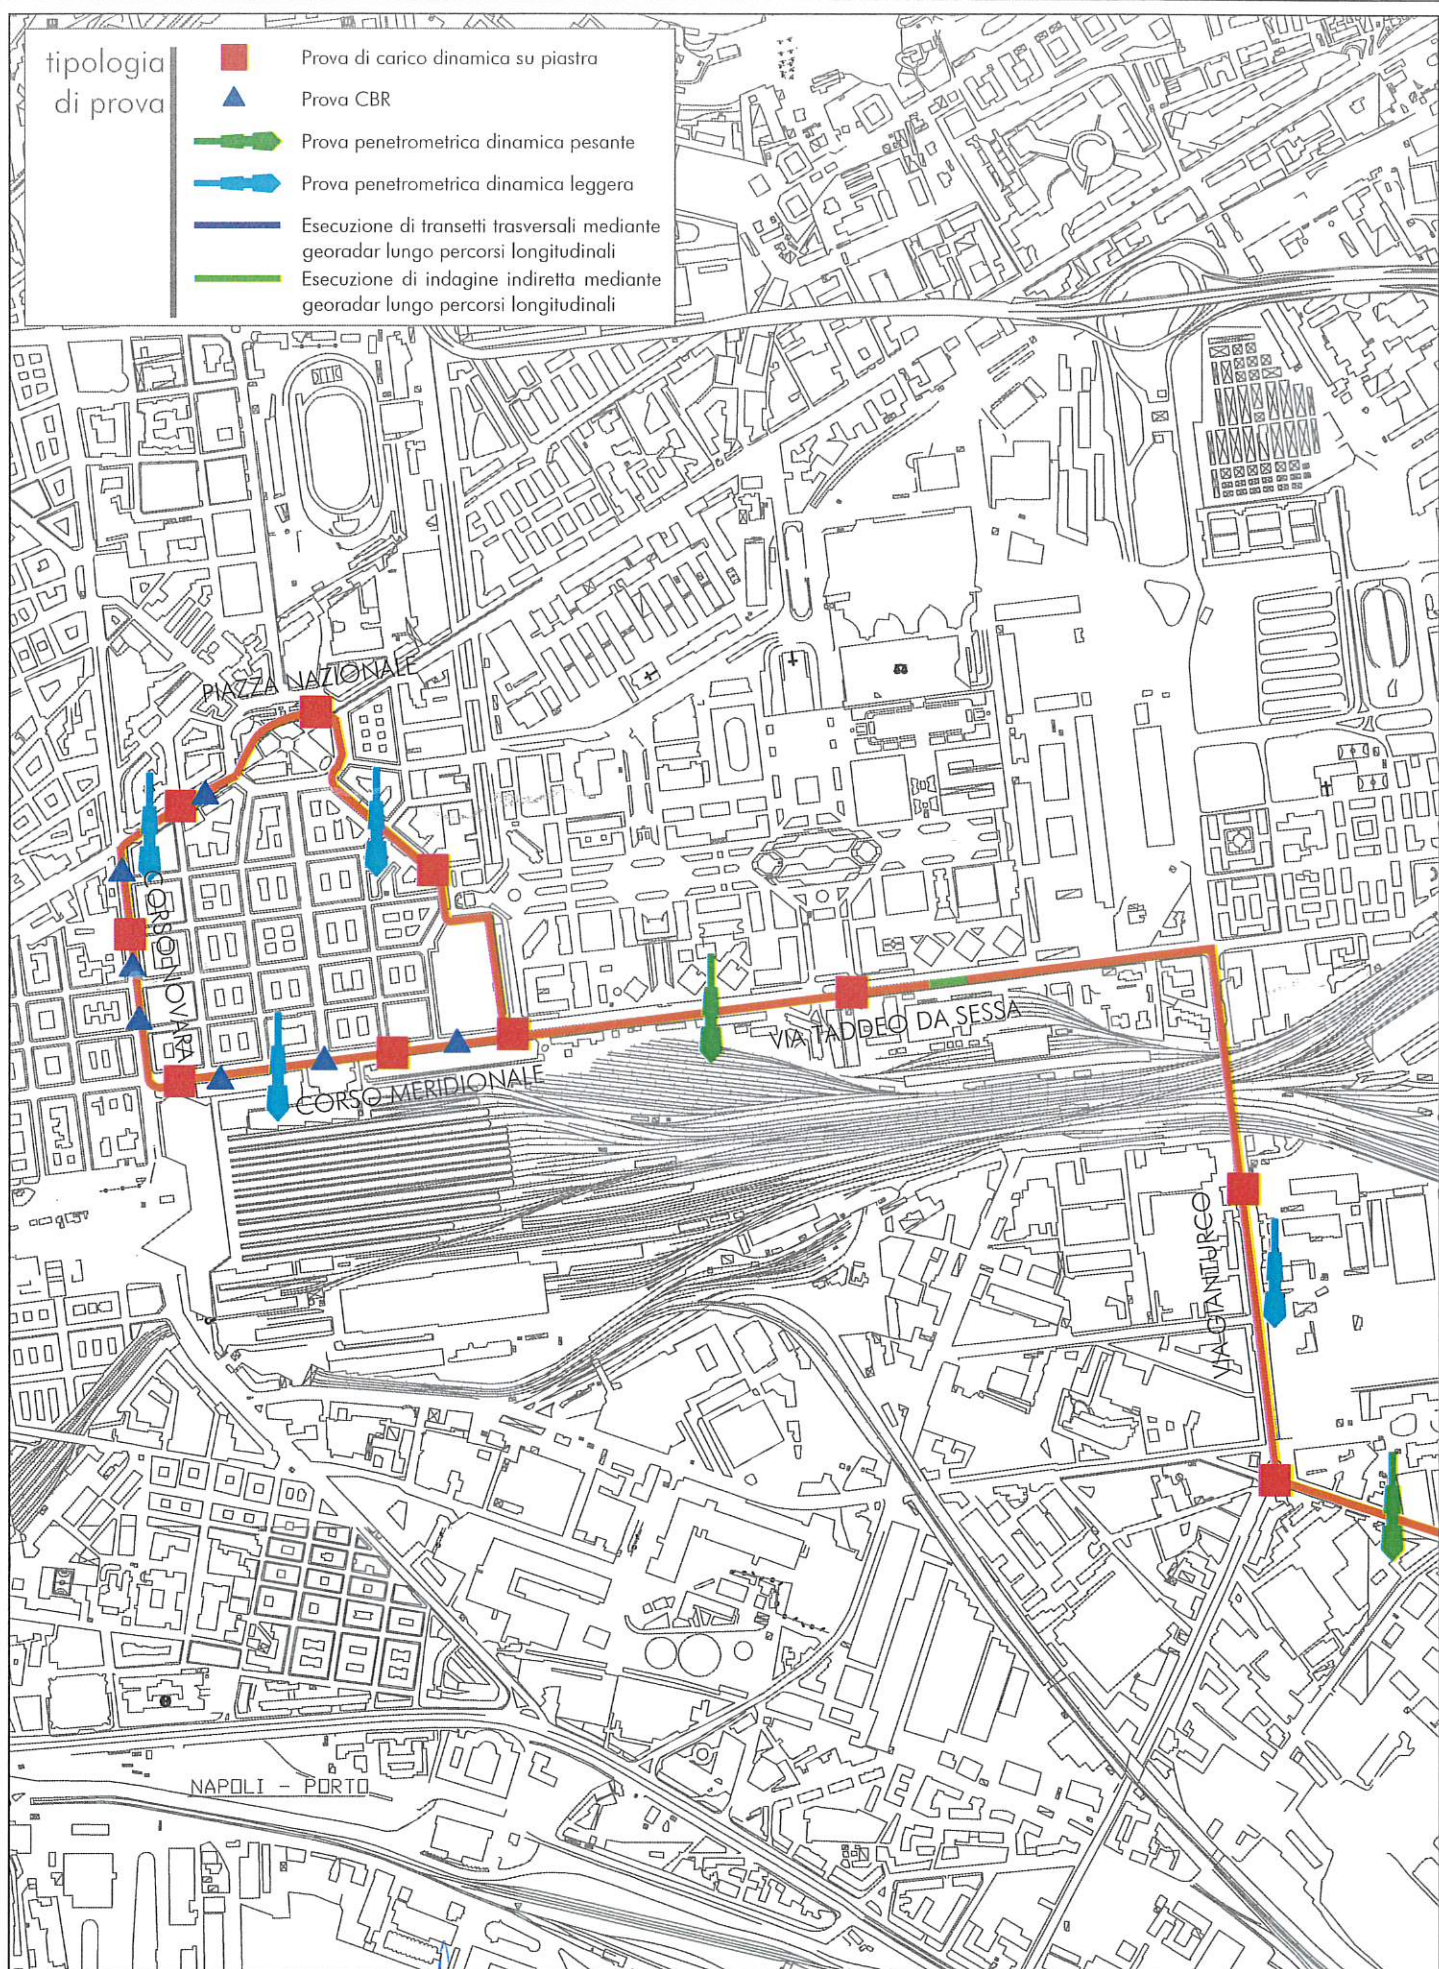 tipologia
di prova
Prova di carico dinamica su piastra
Prova CBR
Prova penetrometrica dinamica pesante
Prova penetrometrica dinamica leggera
Esecuzione di transetti trasversali mediante
georadar lungo percorsi longitudinali
Esecuzione di indagine indiretta mediante
georadar lungo percorsi longitudinali
PIAZZA NAZIONALE
CORSO NOVARA
VIA TADDEO DA SESSA
CORSO MERIDIONALE
VIA GIANTURCO
NAPOLI - PORTO